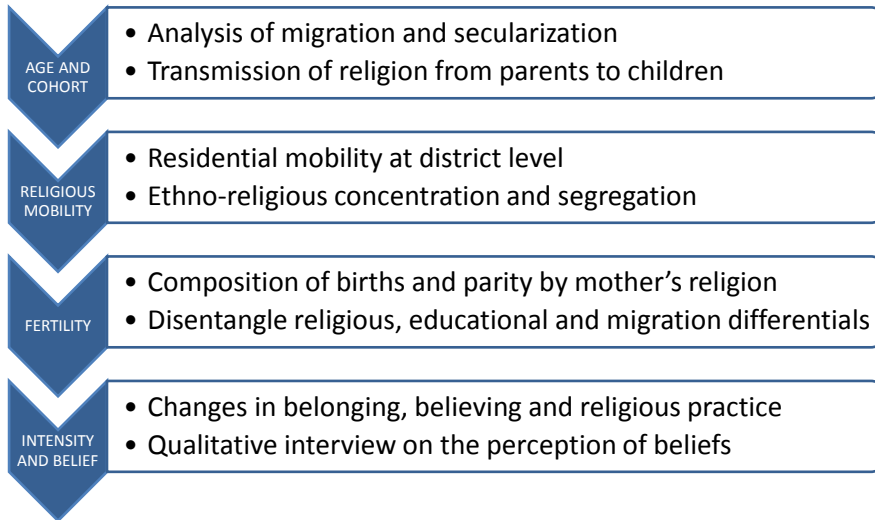 AGE AND
COHORT
• Analysis of migration and secularization
• Transmission of religion from parents to children
RELIGIOUS
MOBILITY
• Residential mobility at district level
• Ethno-religious concentration and segregation
FERTILITY
• Composition of births and parity by mother’s religion
• Disentangle religious, educational and migration differentials
INTENSITY
AND BELIEF
• Changes in belonging, believing and religious practice
• Qualitative interview on the perception of beliefs